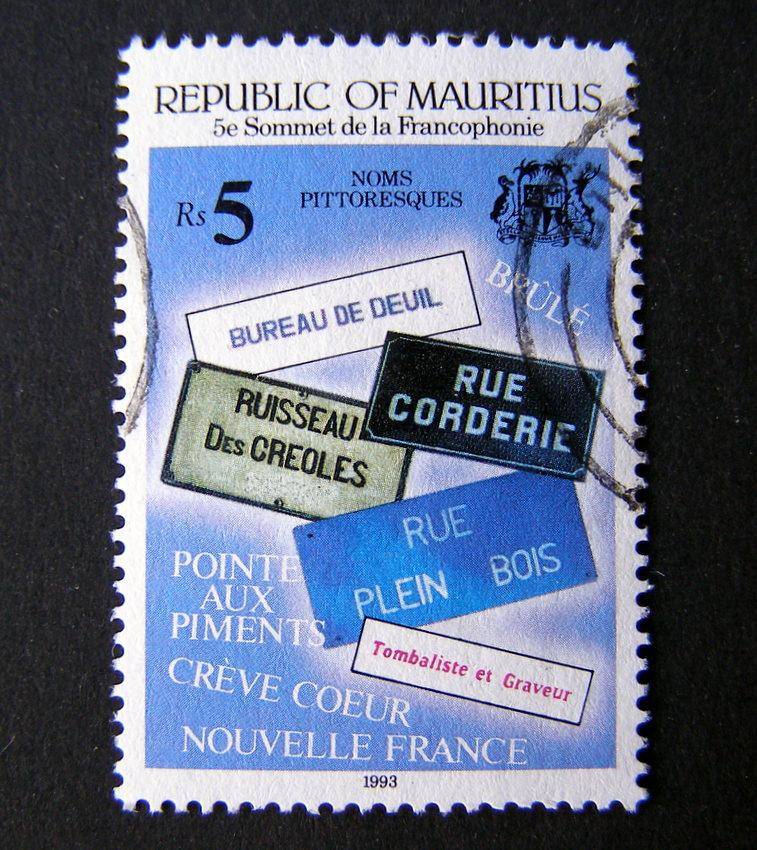 REPUBLIC OF MAURITIUS
5e Sommet de la Francophonie
Rs 5
NOMS
PITTORESQUES
BRÛLÉ
BUREAU DE DEUIL
RUE
CORDERIE
RUISSEAU
DES CREOLES
RUE
PLEIN BOIS
POINTE
AUX
PIMENTS
Tombaliste et Graveur
CRÈVE COEUR
NOUVELLE FRANCE
1993